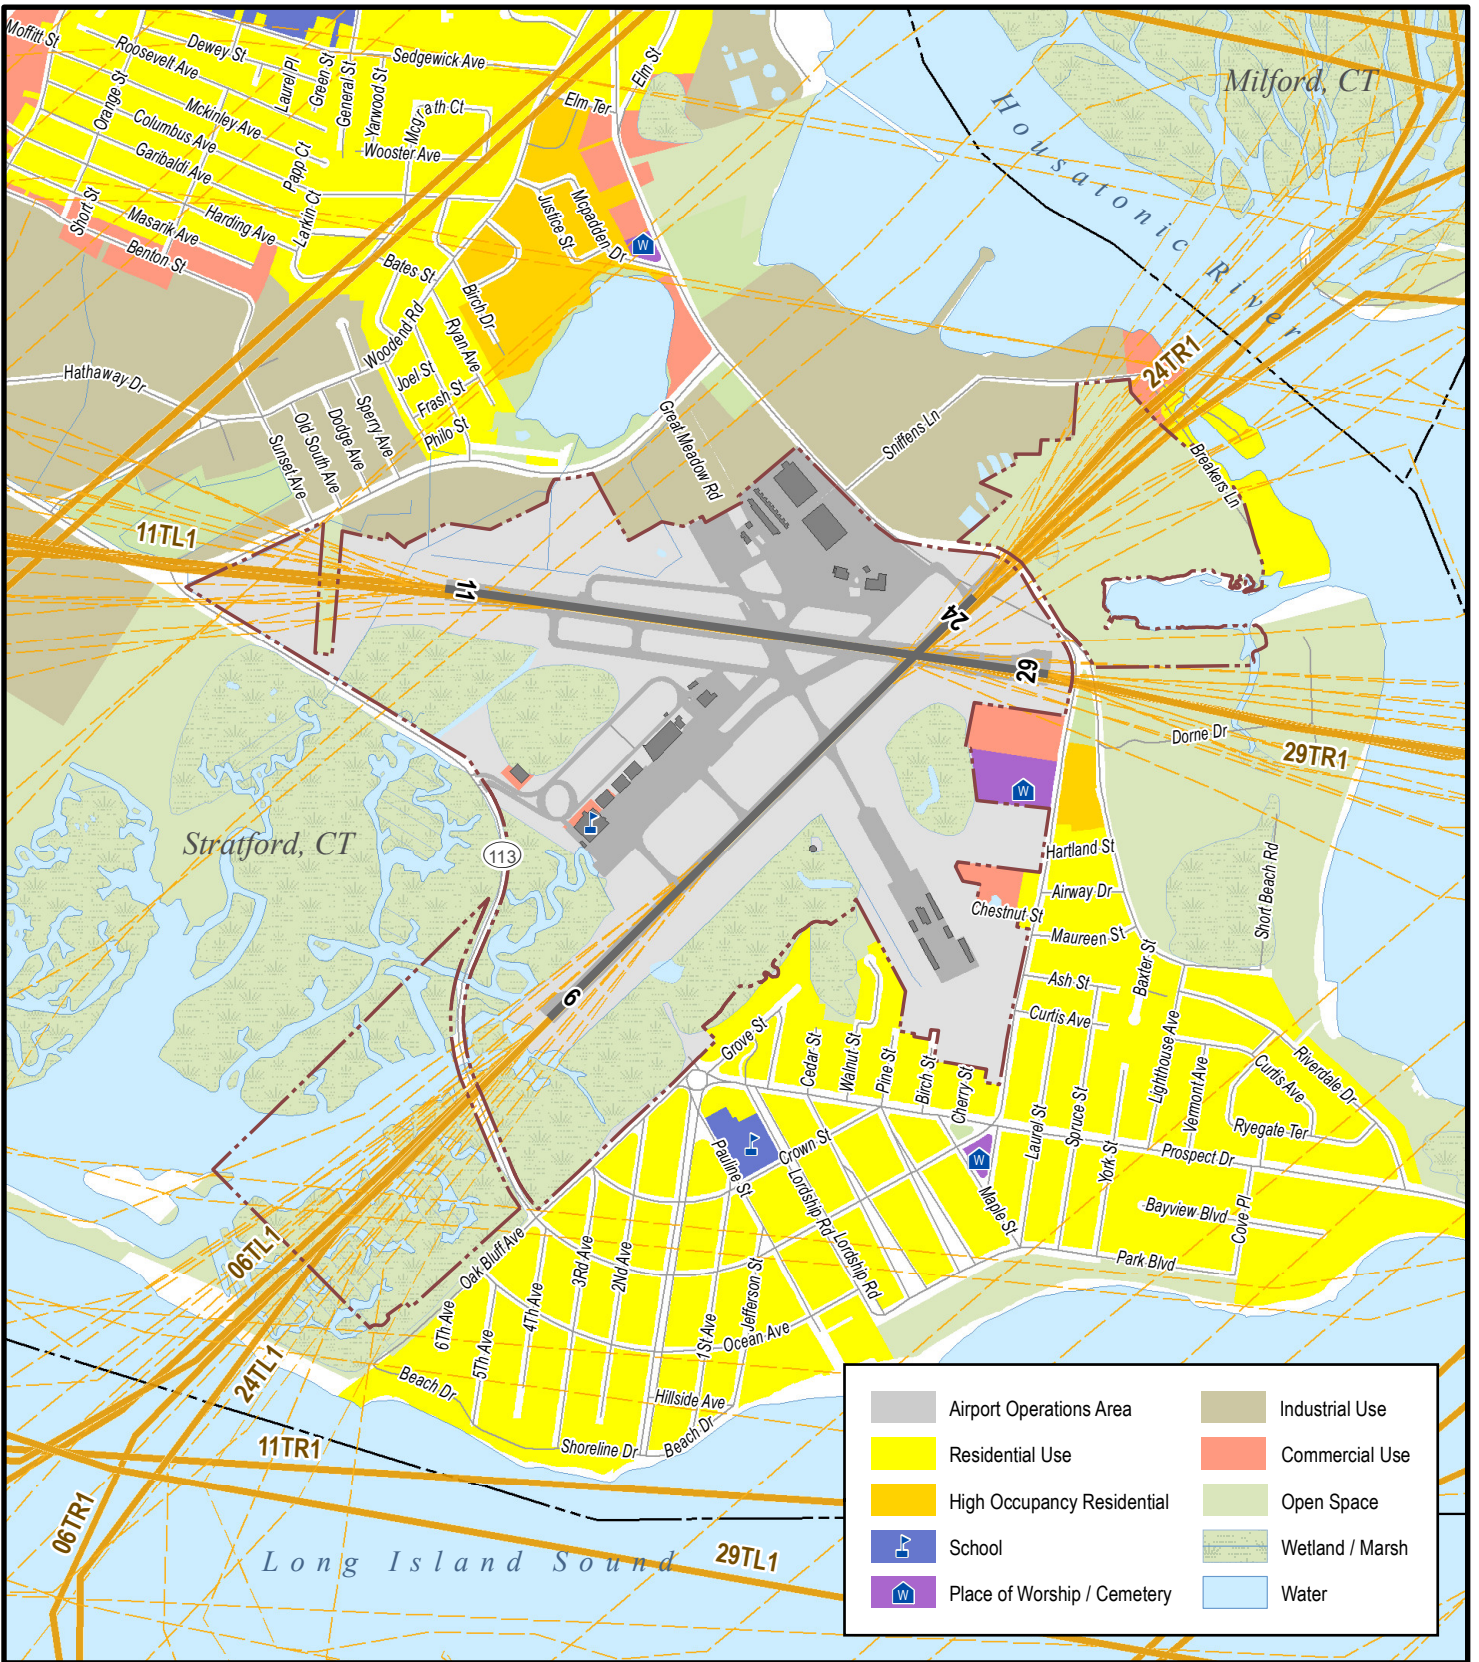 Moffitt St
Roosevelt Ave
Dewey St
Sedgewick Ave
Elm St
Elm Ter
Orange St
Laurel Pl
Green St
General St
Yarwood St
Mcgrath Ct
Mckinley Ave
Columbus Ave
Garibaldi Ave
Wooster Ave
Papp Ct
Short St
Masarik Ave
Harding Ave
Larkin Ct
Benton St
Justice St
Mcpadden Dr
W
Milford, CT
Housatonic River
Bates St
Birch Dr
Woodend Rd
Ryan Ave
Joel St
Frash St
Philo St
Hathaway Dr
Sperry Ave
Dodge Ave
Old South Ave
Sunset Ave
Great Meadow Rd
Sniffens Ln
24TR1
Breakers Ln
11TL1
11
24
29
Dorne Dr
29TR1
W
Stratford, CT
113
Hartland St
Airway Dr
Chestnut St
Maureen St
Short Beach Rd
Baxter St
Ash St
Curtis Ave
6
Grove St
Cedar St
Walnut St
Pine St
Birch St
Cherry St
Laurel St
Spruce St
York St
Lighthouse Ave
Vermont Ave
Curtis Ave
Riverdale Dr
Ryegate Ter
Prospect Dr
Crown St
Pauline St
Lordship Rd
Lordship Rd
W
Maple St
Bayview Blvd
Cove Pl
Park Blvd
06TL1
Oak Bluff Ave
3Rd Ave
2Nd Ave
4Th Ave
6Th Ave
5Th Ave
1St Ave
Jefferson St
Ocean Ave
24TL1
Beach Dr
Hillside Ave
Shoreline Dr
Beach Dr
11TR1
06TR1
29TL1
Long Island Sound
Airport Operations Area
Residential Use
High Occupancy Residential
School
W Place of Worship / Cemetery
Industrial Use
Commercial Use
Open Space
Wetland / Marsh
Water